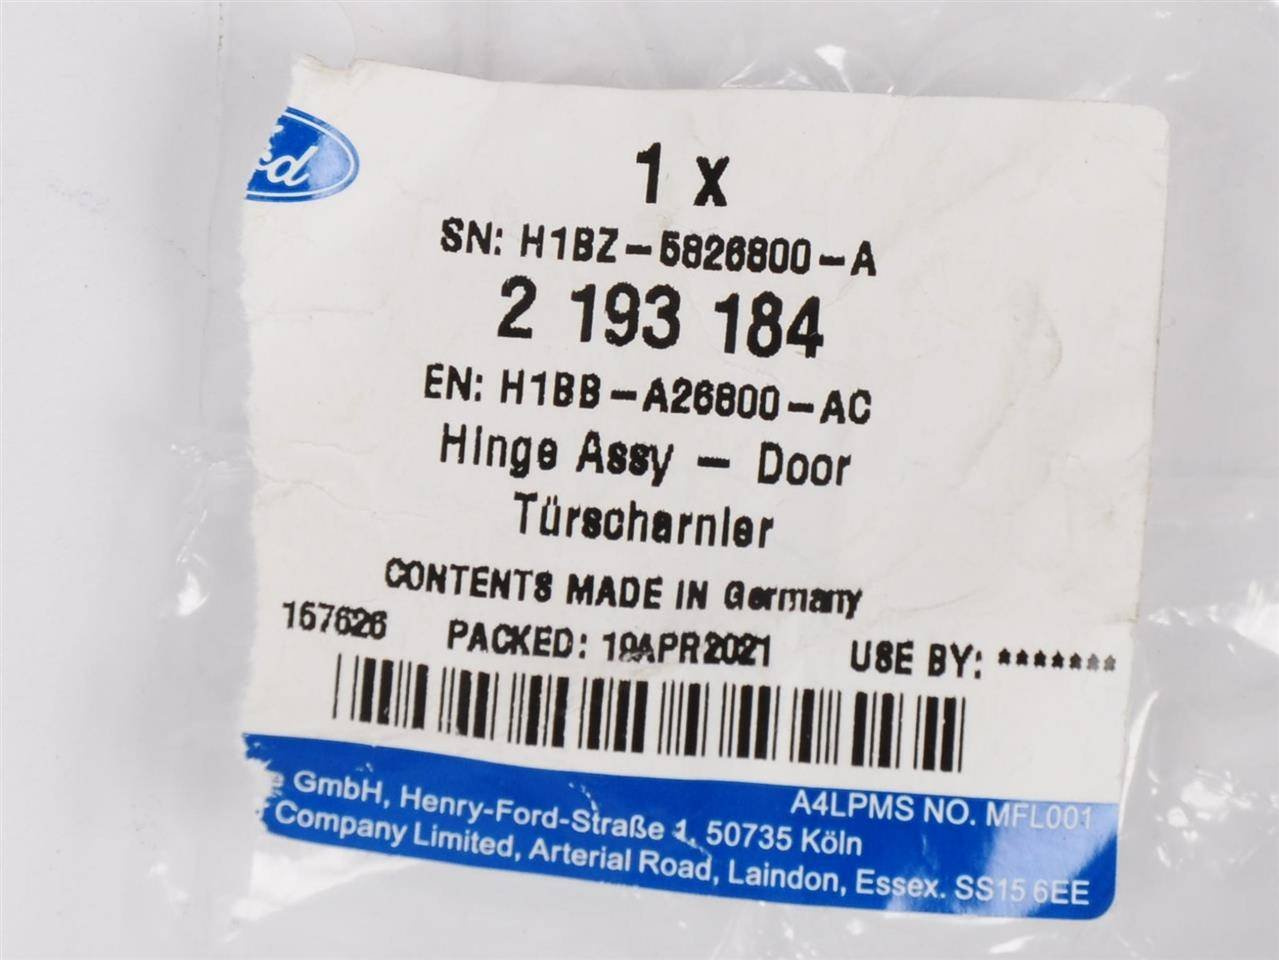 1 X
SN: H1BZ-5826800-A
2 193 184
EN: H1BB-A26800-AC
Hinge Assy - Door
Türscharnier
CONTENTS MADE IN Germany
167626 PACKED: 19APR2021 USE BY: *******
A4LPMS NO. MFL001
GmbH, Henry-Ford-Straße 1, 50735 Köln
Company Limited, Arterial Road, Laindon, Essex. SS15 6EE